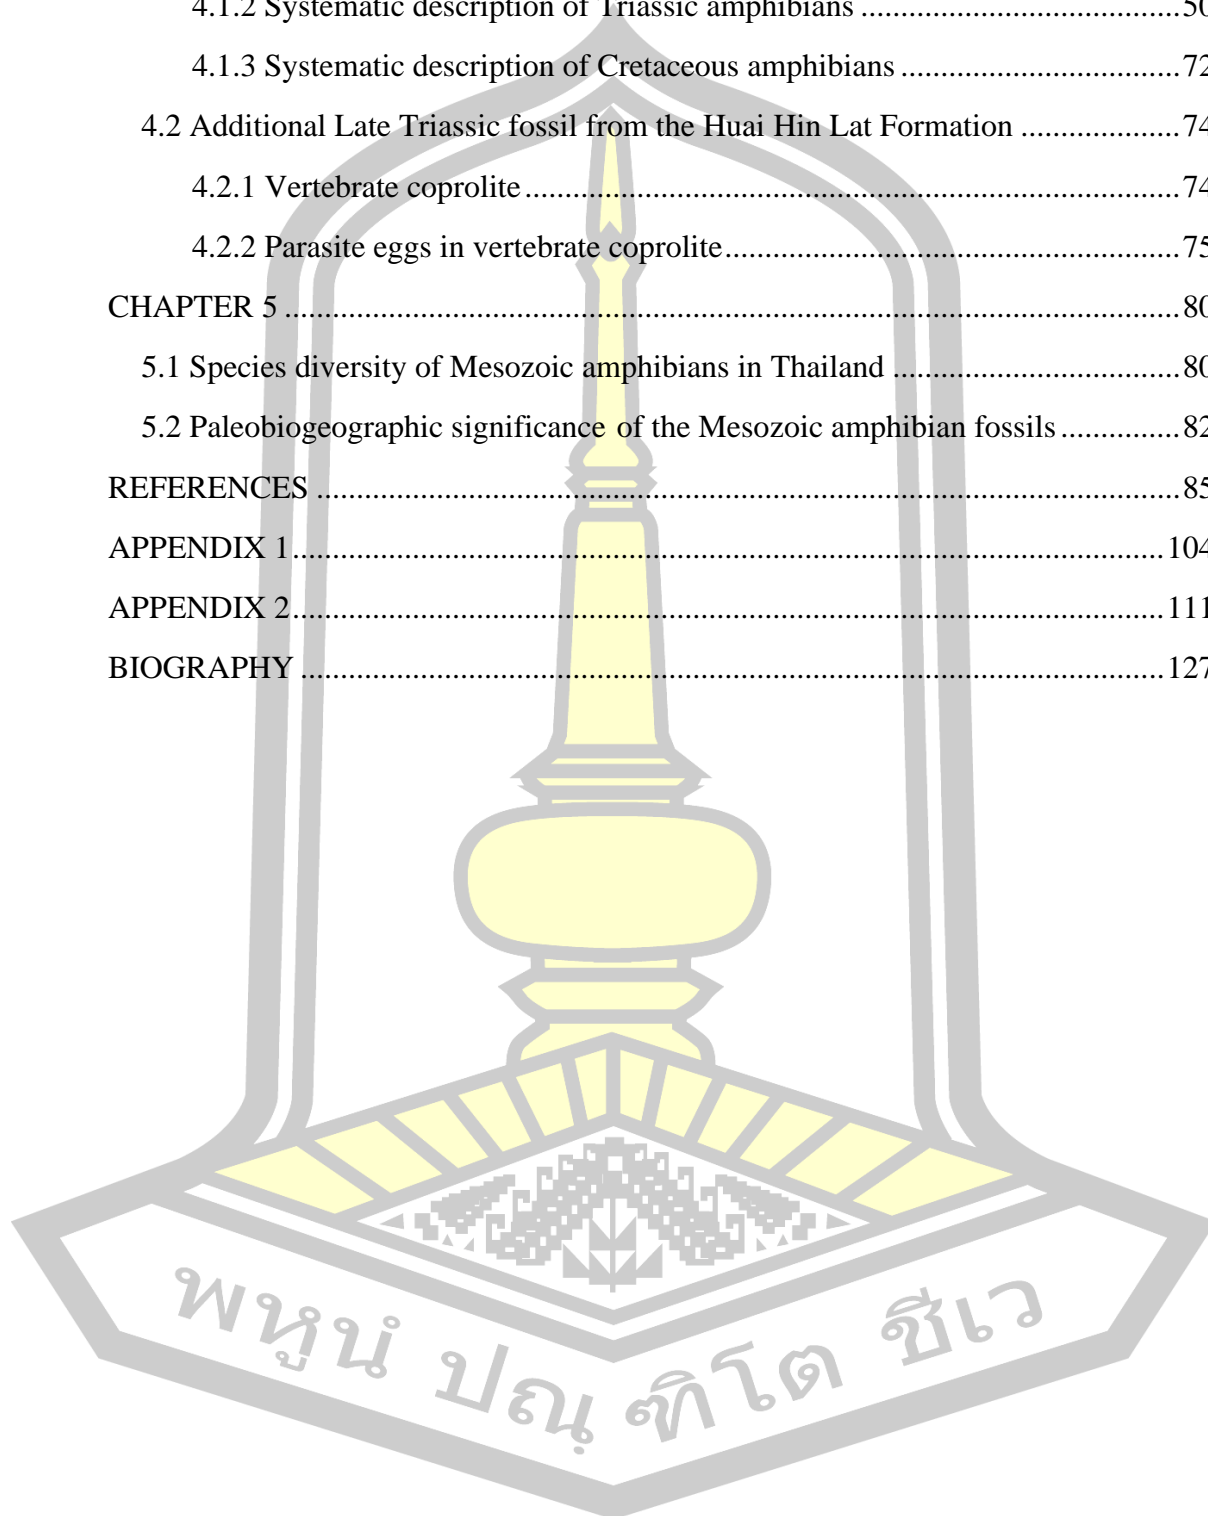 4.1.2 Systematic description of Triassic amphibians ........................................50
4.1.3 Systematic description of Cretaceous amphibians ...................................72
4.2 Additional Late Triassic fossil from the Huai Hin Lat Formation ....................74
4.2.1 Vertebrate coprolite ..................................................................................74
4.2.2 Parasite eggs in vertebrate coprolite.........................................................75
CHAPTER 5 ...............................................................................................................80
5.1 Species diversity of Mesozoic amphibians in Thailand ....................................80
5.2 Paleobiogeographic significance of the Mesozoic amphibian fossils ...............82
REFERENCES ...........................................................................................................85
APPENDIX 1............................................................................................................104
APPENDIX 2............................................................................................................111
BIOGRAPHY ...........................................................................................................127
พหูนํ ปณฺฑิโต ชีเว